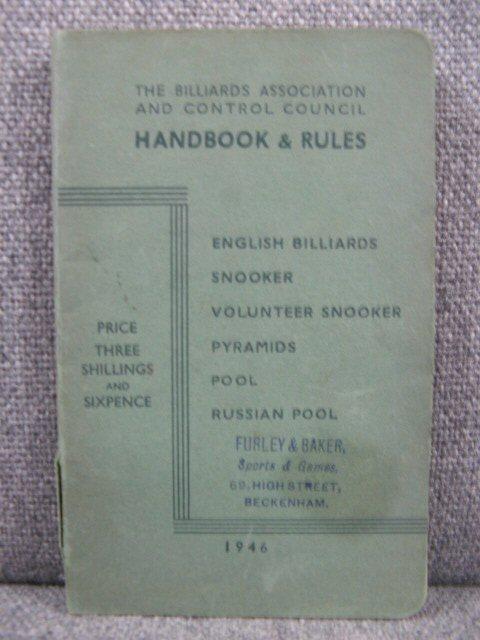 THE BILLIARDS ASSOCIATION
AND CONTROL COUNCIL
HANDBOOK & RULES
ENGLISH BILLIARDS
SNOOKER
VOLUNTEER SNOOKER
PYRAMIDS
POOL
RUSSIAN POOL
PRICE
THREE
SHILLINGS
AND
SIXPENCE
FURLEY & BAKER,
Sports & Games,
69, HIGH STREET,
BECKENHAM.
1946